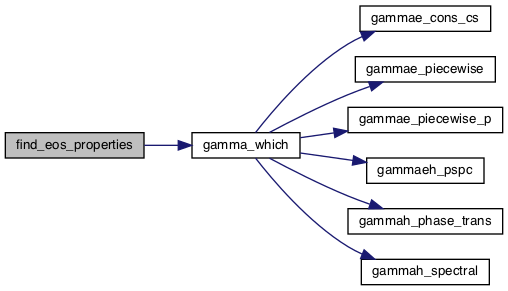 find_eos_properties
gamma_which
gammae_cons_cs
gammae_piecewise
gammae_piecewise_p
gammaeh_pspc
gammah_phase_trans
gammah_spectral